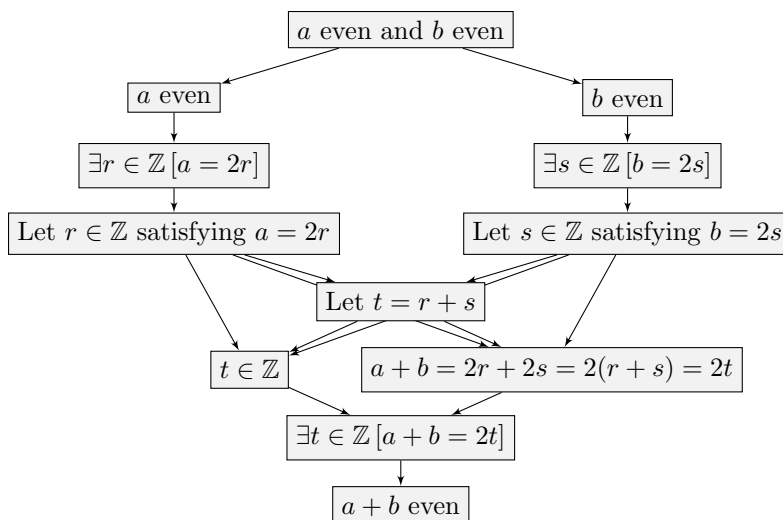 a even and b even
a even
b even
∃r ∈ ℤ [a = 2r]
∃s ∈ ℤ [b = 2s]
Let r ∈ ℤ satisfying a = 2r
Let s ∈ ℤ satisfying b = 2s
Let t = r + s
t ∈ ℤ
a + b = 2r + 2s = 2(r + s) = 2t
∃t ∈ ℤ [a + b = 2t]
a + b even